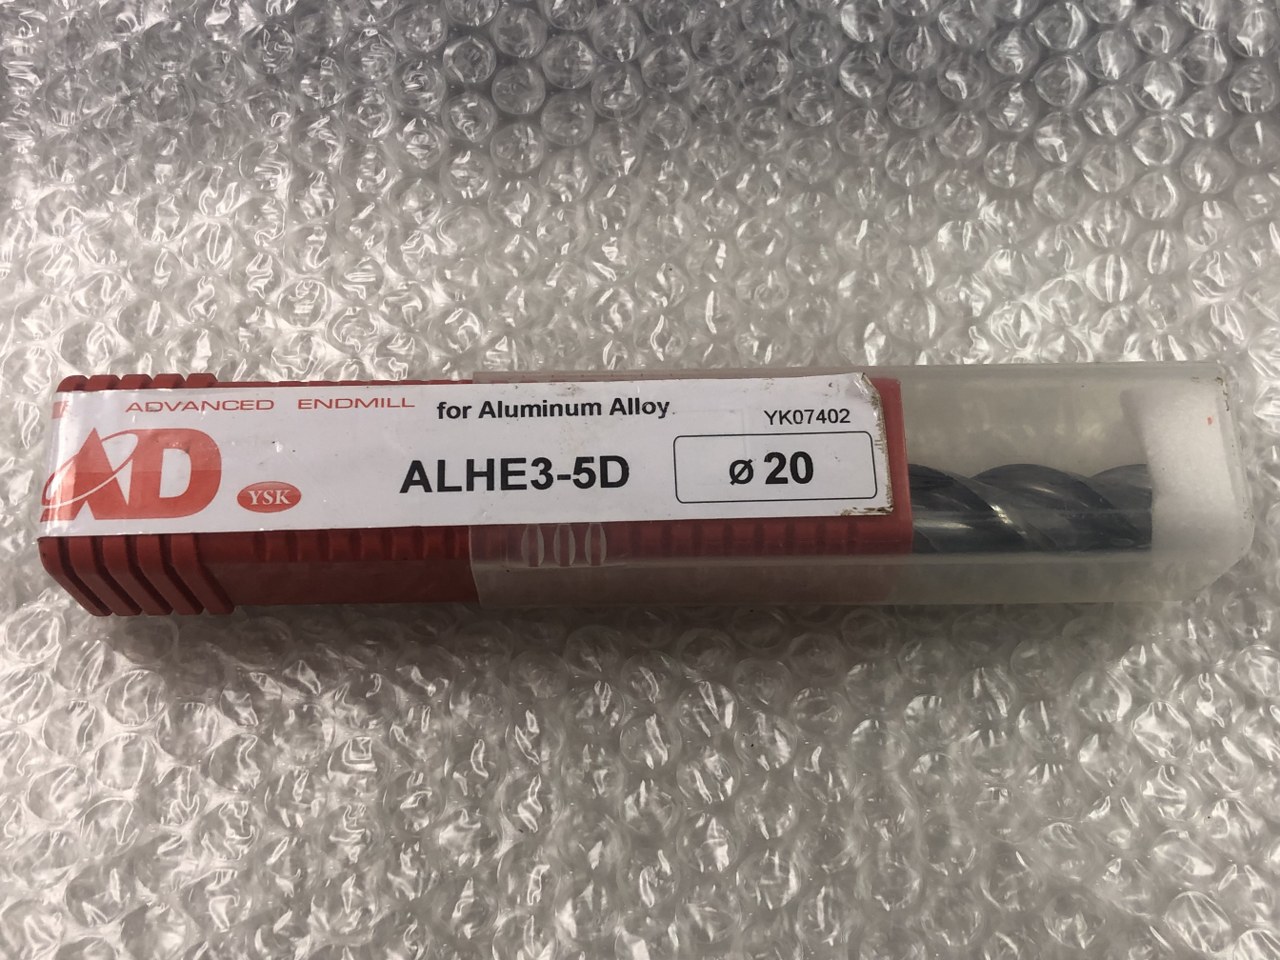 ADVANCED ENDMILL for Aluminum Alloy
YK07402
AD
YSK
ALHE3-5D
ø 20